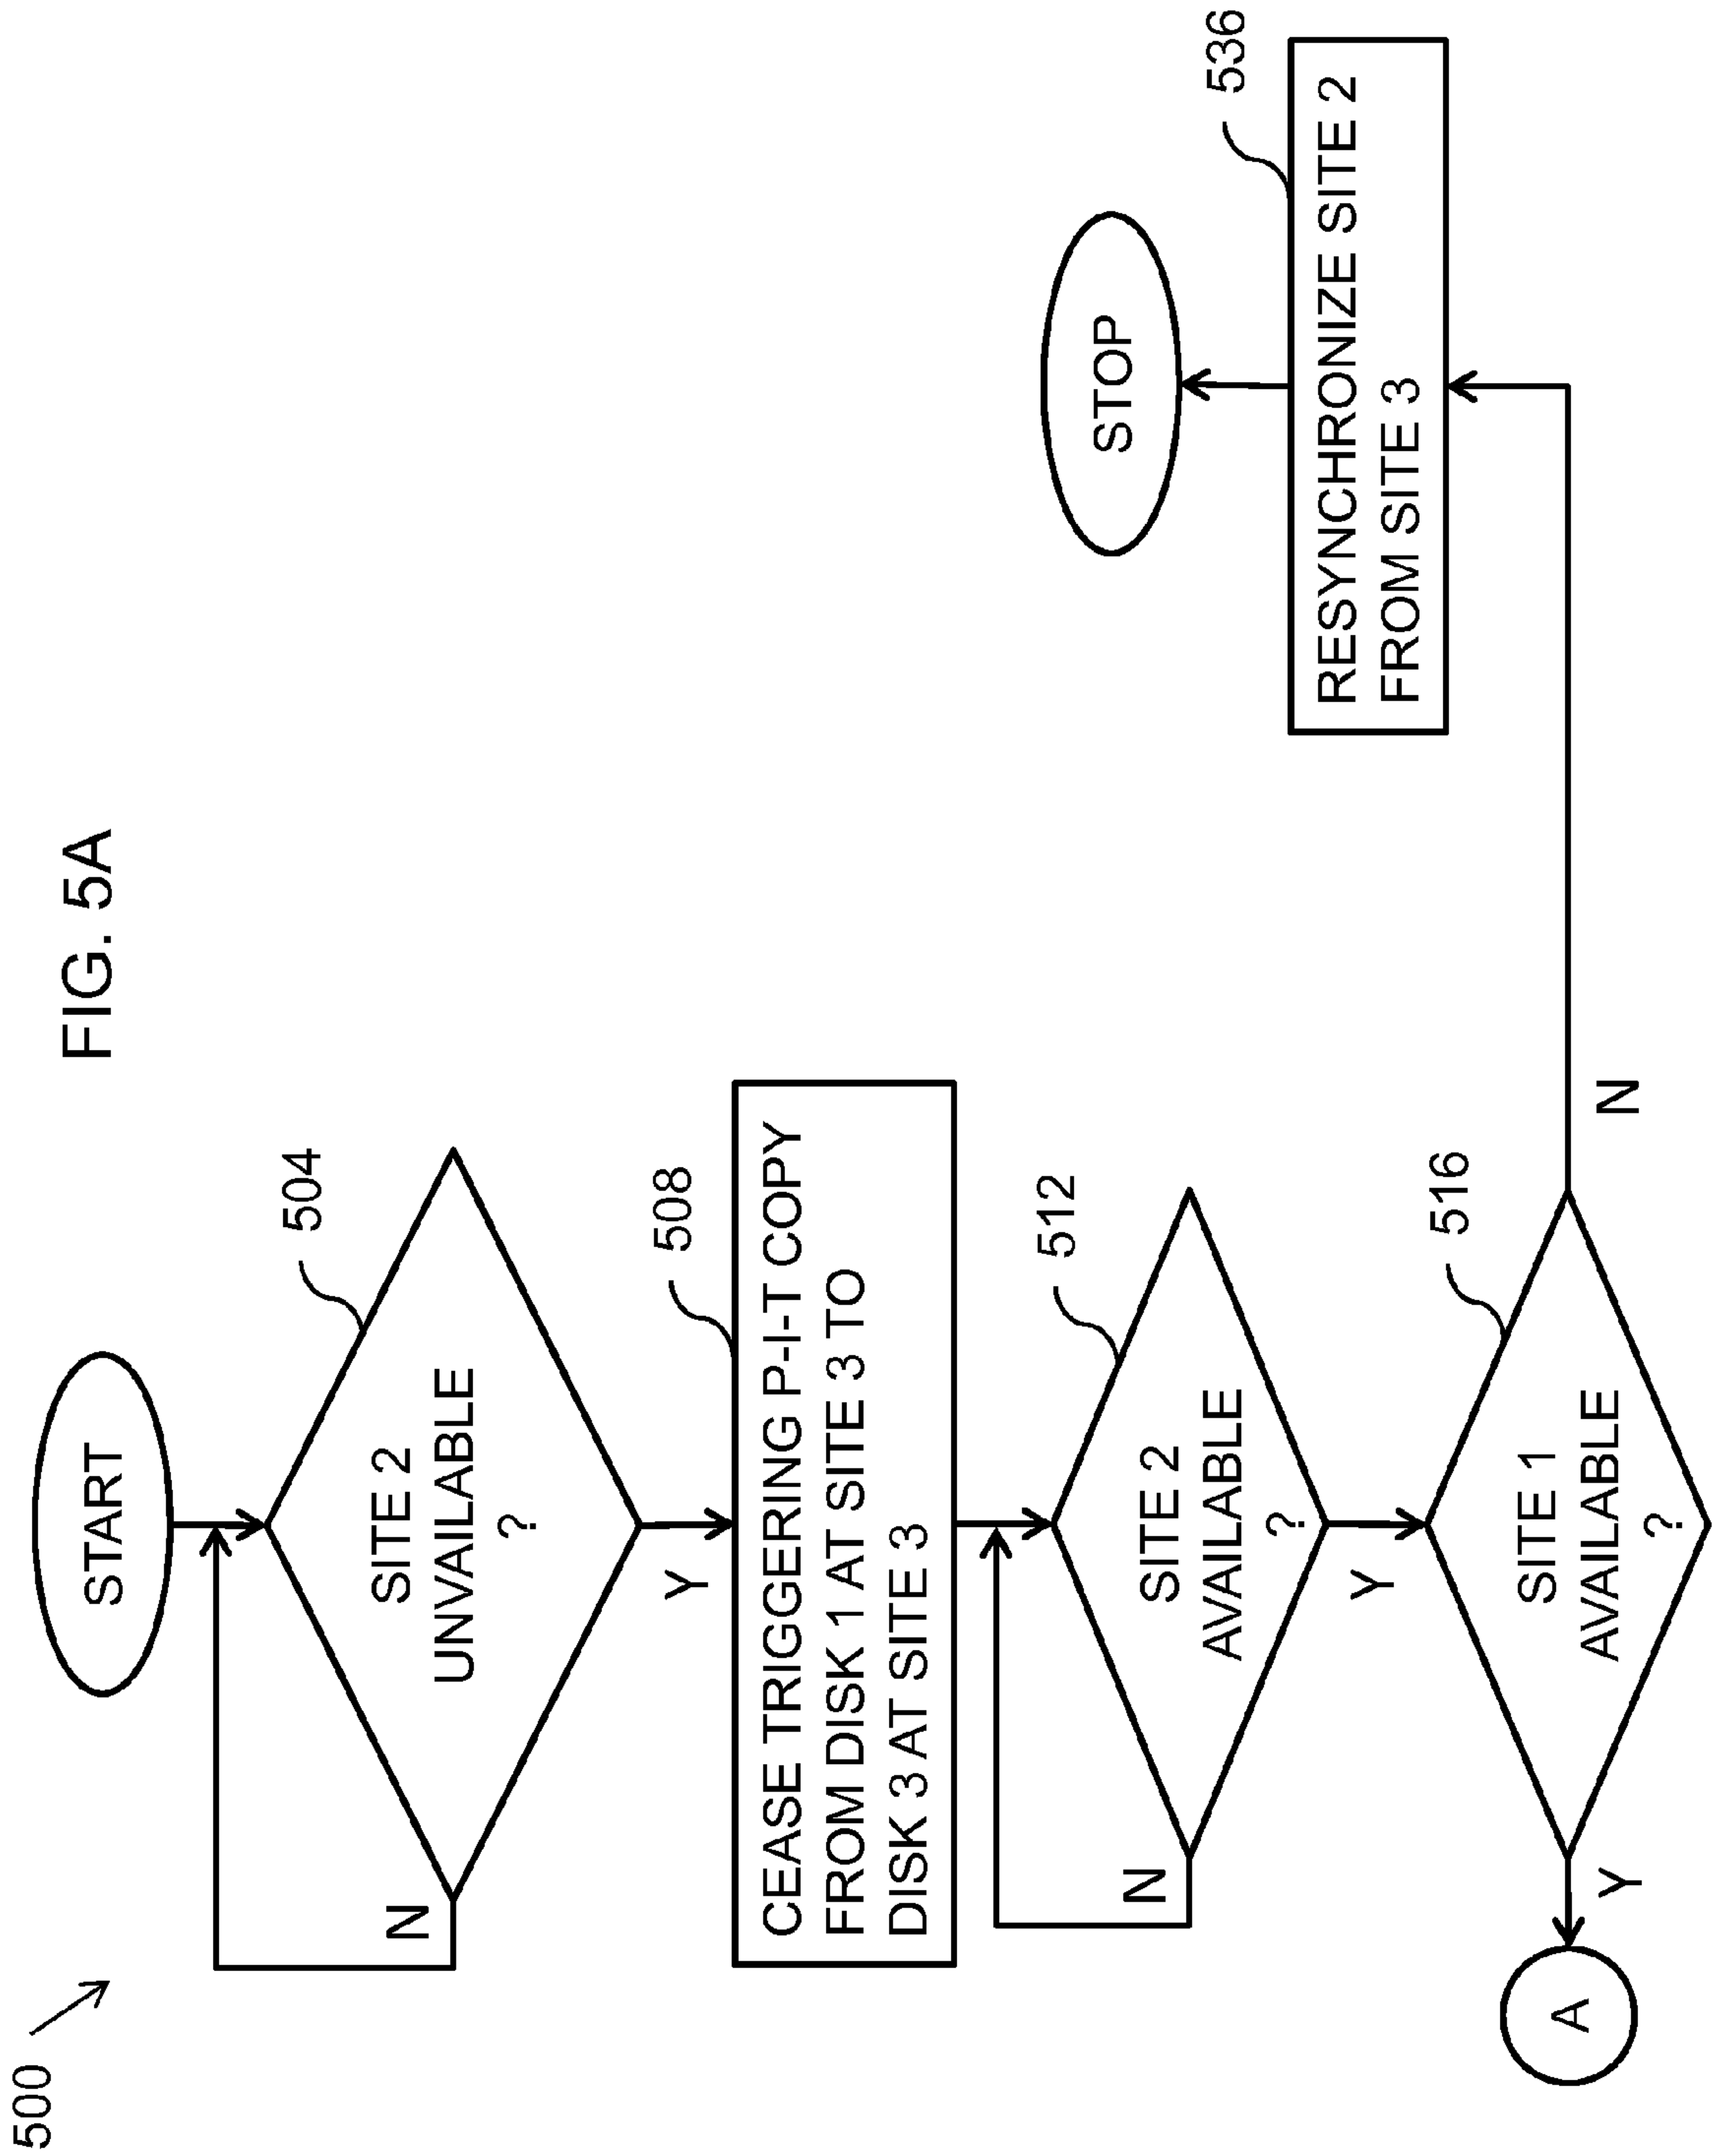 FIG. 5A
500
START
504
SITE 2
UNVAILABLE
?
N
Y
508
CEASE TRIGGERING P-I-T COPY
FROM DISK 1 AT SITE 3 TO
DISK 3 AT SITE 3
512
SITE 2
AVAILABLE
?
N
Y
516
SITE 1
AVAILABLE
?
Y
A
N
536
RESYNCHRONIZE SITE 2
FROM SITE 3
STOP